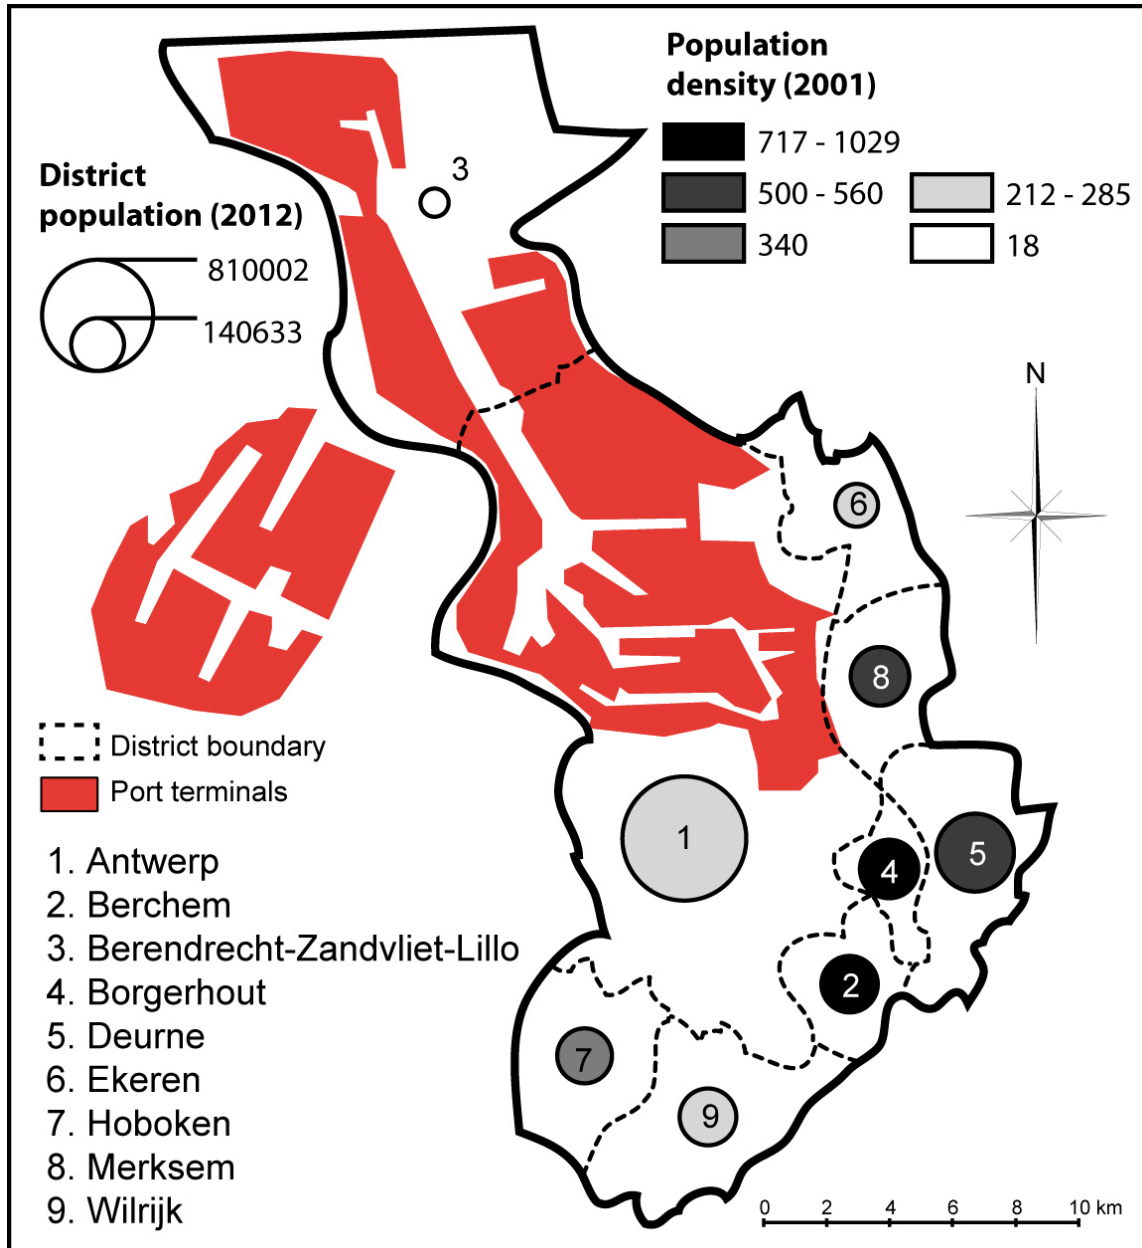 Population
density (2001)
717 - 1029
500 - 560
212 - 285
340
18
District
population (2012)
810002
140633
3
N
6
8
1
4
5
2
7
9
District boundary
Port terminals
1. Antwerp
2. Berchem
3. Berendrecht-Zandvliet-Lillo
4. Borgerhout
5. Deurne
6. Ekeren
7. Hoboken
8. Merksem
9. Wilrijk
0 2 4 6 8 10 km